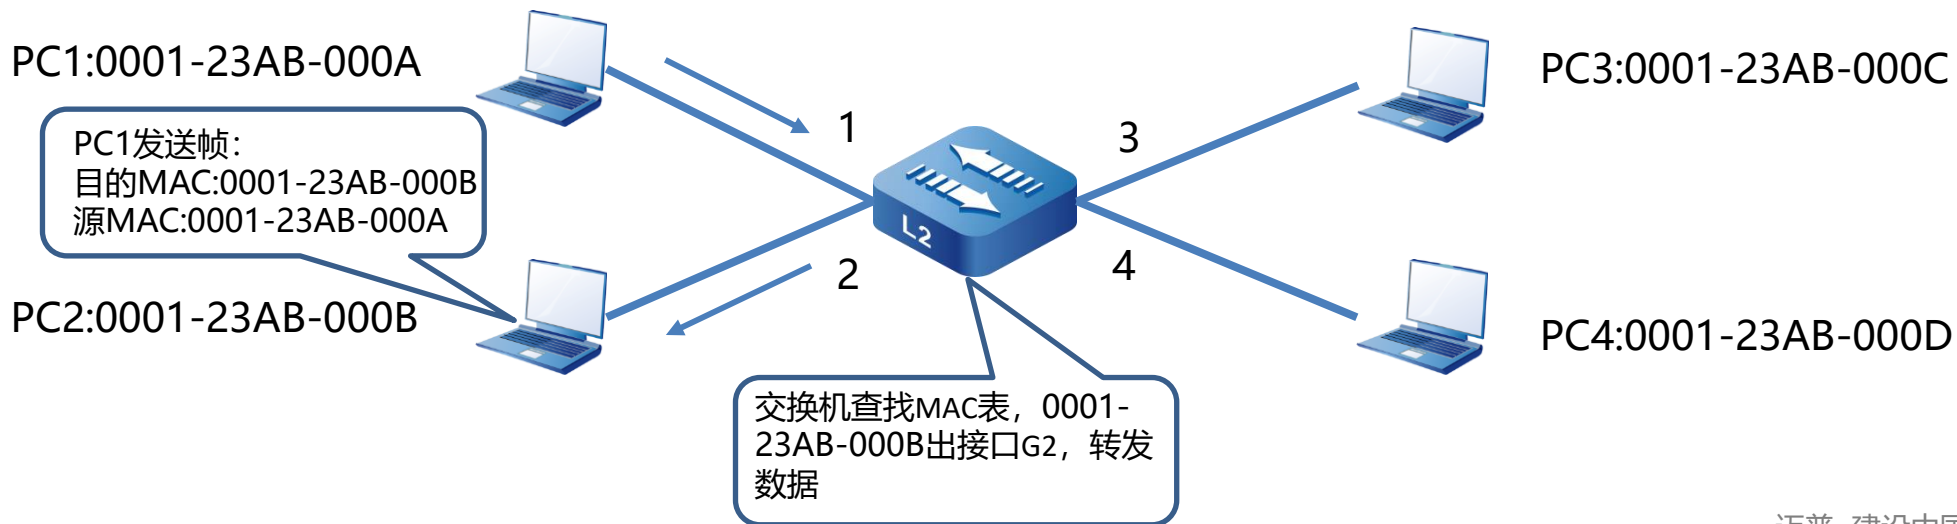 PC1:0001-23AB-000A
PC3:0001-23AB-000C
PC1发送帧：
目的MAC:0001-23AB-000B
源MAC:0001-23AB-000A
1
3
2
4
L2
PC2:0001-23AB-000B
PC4:0001-23AB-000D
交换机查找MAC表，0001-
23AB-000B出接口G2，转发
数据